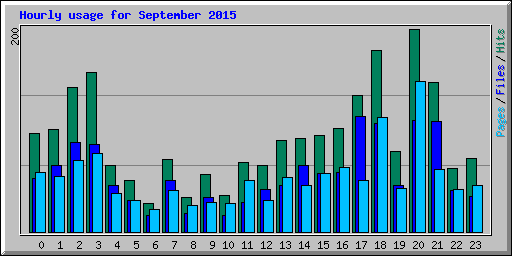 Hourly usage for September 2015
200
Pages/Files/Hits
0 1 2 3 4 5 6 7 8 9 10 11 12 13 14 15 16 17 18 19 20 21 22 23